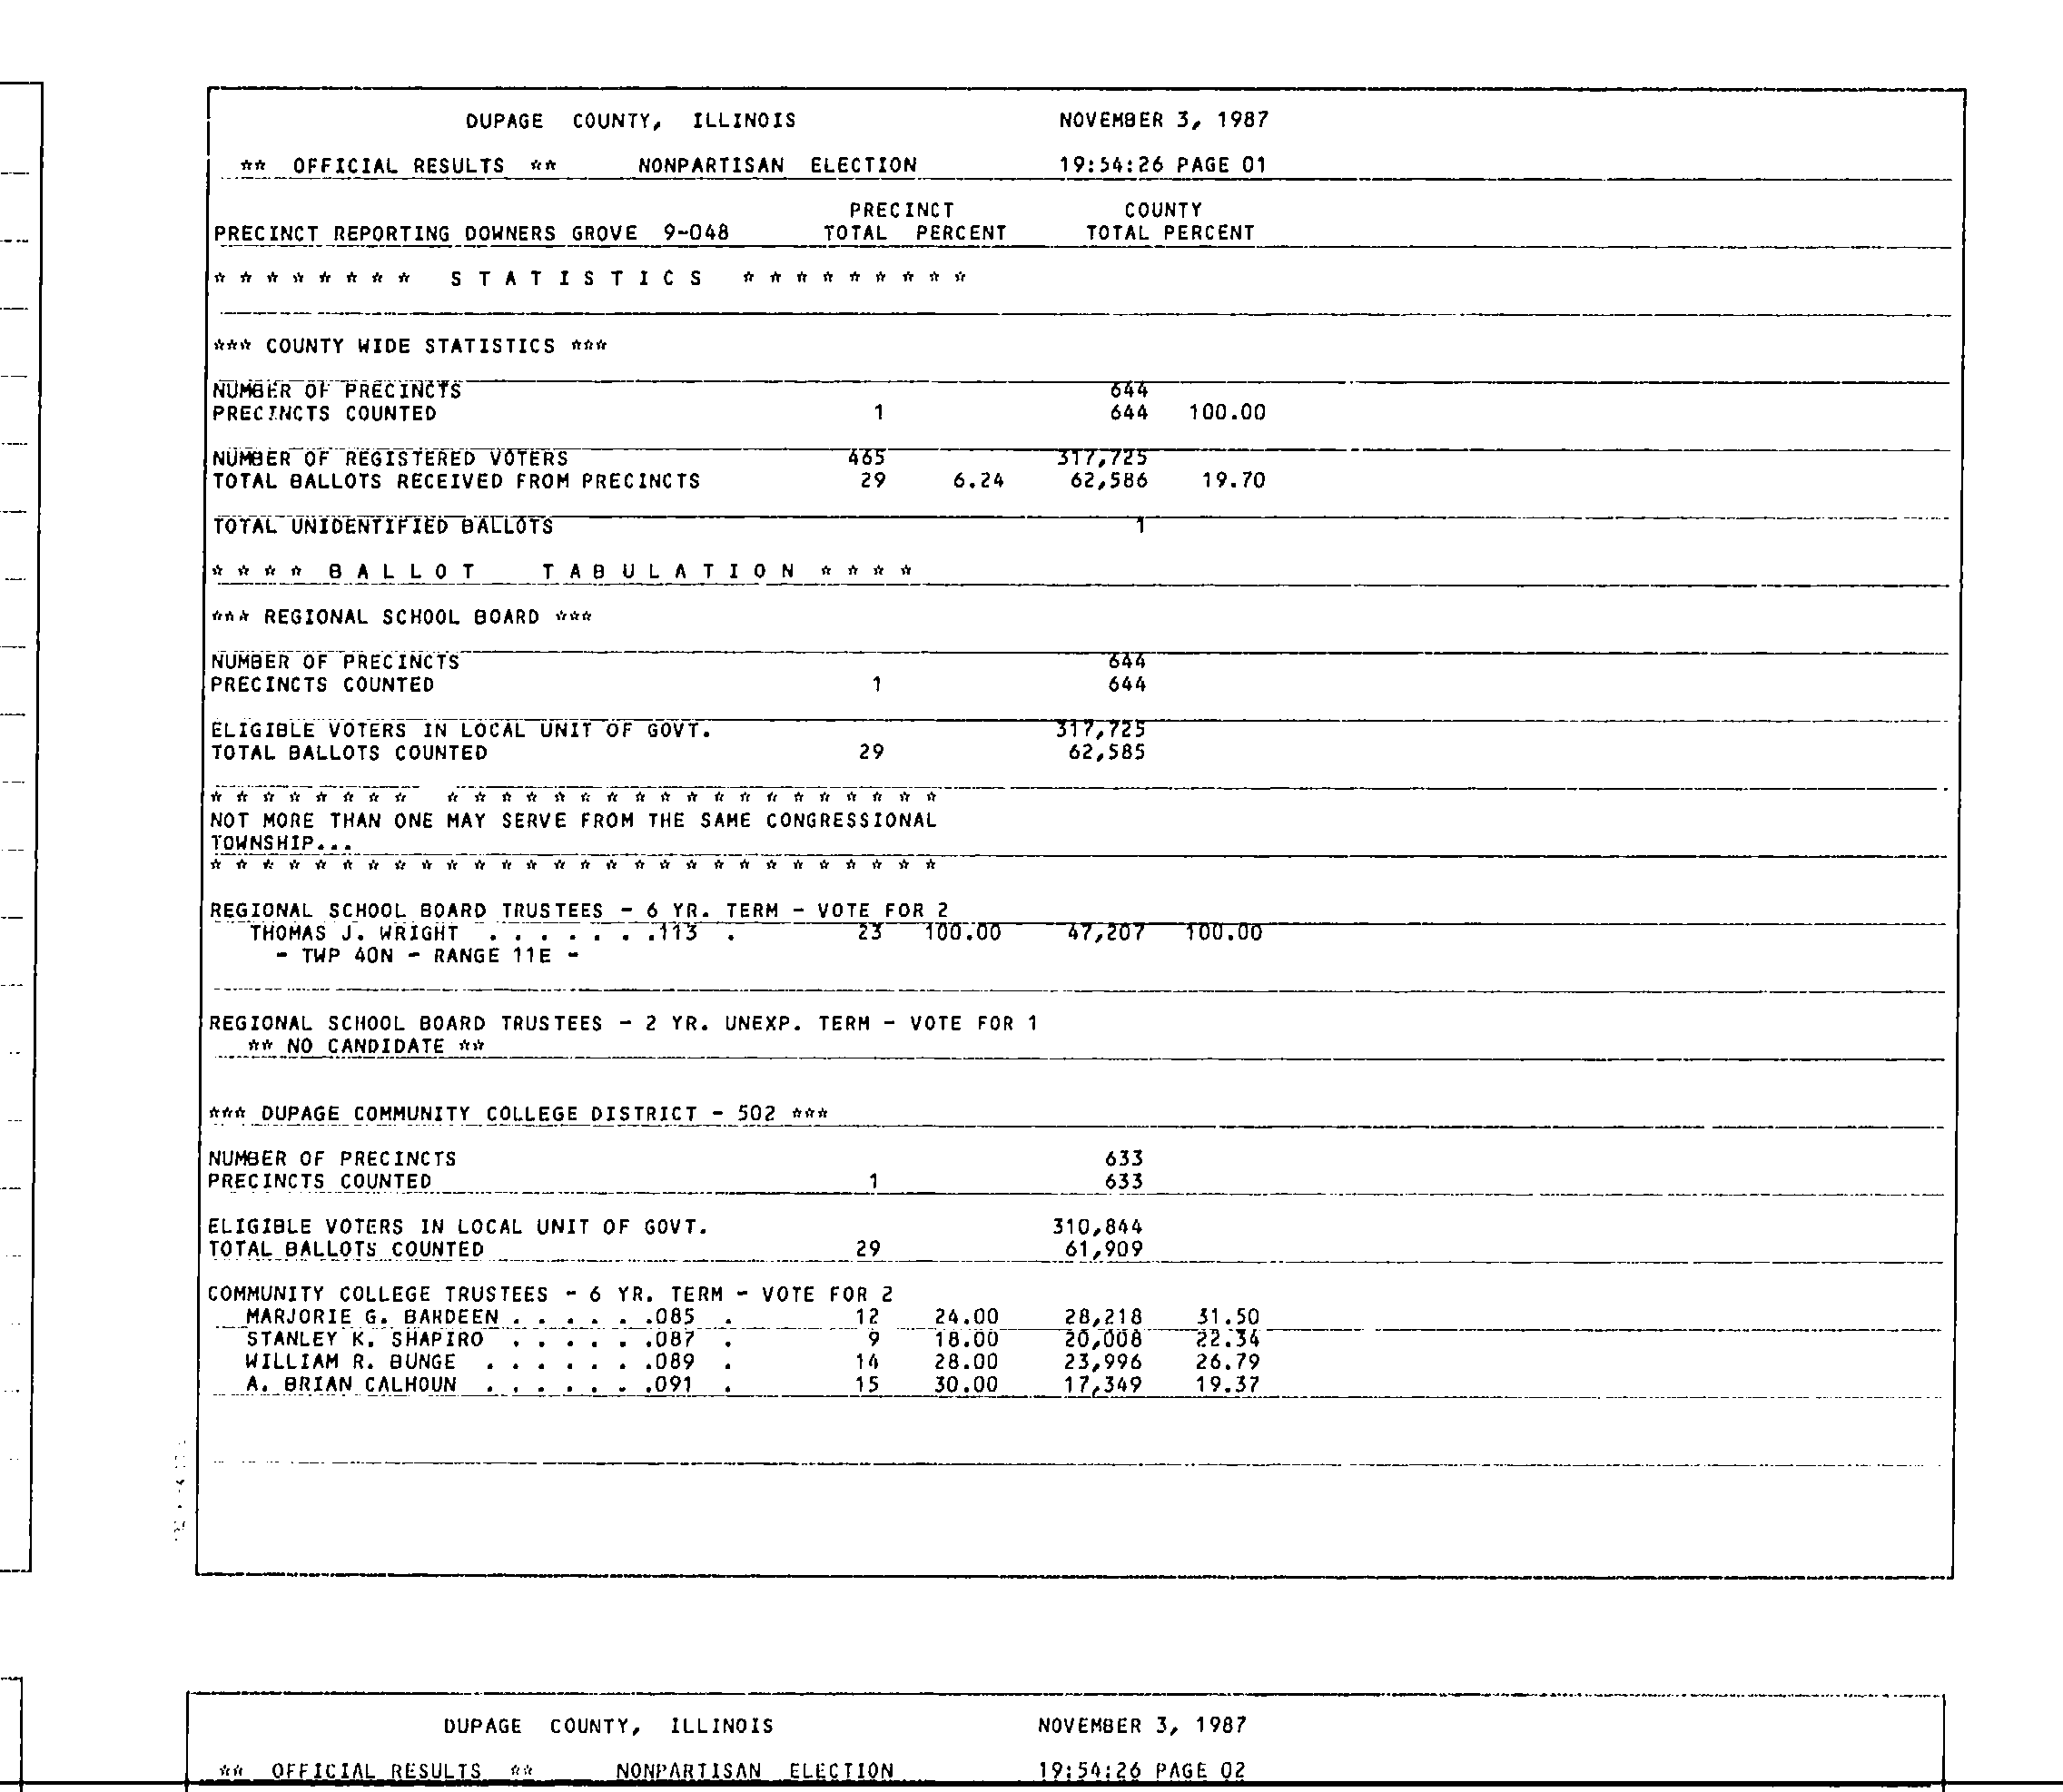 DUPAGE COUNTY, ILLINOIS NOVEMBER 3, 1987
** OFFICIAL RESULTS ** NONPARTISAN ELECTION 19:54:26 PAGE 01
PRECINCT COUNTY
PRECINCT REPORTING DOWNERS GROVE 9-048 TOTAL PERCENT TOTAL PERCENT
* * * * * * * * S T A T I S T I C S * * * * * * * * *
*** COUNTY WIDE STATISTICS ***
NUMBER OF PRECINCTS 644
PRECINCTS COUNTED 1 644 100.00
NUMBER OF REGISTERED VOTERS 465 317,725
TOTAL BALLOTS RECEIVED FROM PRECINCTS 29 6.24 62,586 19.70
TOTAL UNIDENTIFIED BALLOTS 1
* * * * B A L L O T T A B U L A T I O N * * * *
*** REGIONAL SCHOOL BOARD ***
NUMBER OF PRECINCTS 644
PRECINCTS COUNTED 1 644
ELIGIBLE VOTERS IN LOCAL UNIT OF GOVT. 317,725
TOTAL BALLOTS COUNTED 29 62,585
* * * * * * * * * * * * * * * * * * * * * * * * * * *
NOT MORE THAN ONE MAY SERVE FROM THE SAME CONGRESSIONAL
TOWNSHIP...
* * * * * * * * * * * * * * * * * * * * * * * * * * * *
REGIONAL SCHOOL BOARD TRUSTEES - 6 YR. TERM - VOTE FOR 2
THOMAS J. WRIGHT . . . . . . .113 . 23 100.00 47,207 100.00
- TWP 40N - RANGE 11E -
REGIONAL SCHOOL BOARD TRUSTEES - 2 YR. UNEXP. TERM - VOTE FOR 1
** NO CANDIDATE **
*** DUPAGE COMMUNITY COLLEGE DISTRICT - 502 ***
NUMBER OF PRECINCTS 633
PRECINCTS COUNTED 1 633
ELIGIBLE VOTERS IN LOCAL UNIT OF GOVT. 310,844
TOTAL BALLOTS COUNTED 29 61,909
COMMUNITY COLLEGE TRUSTEES - 6 YR. TERM - VOTE FOR 2
MARJORIE G. BARDEEN . . . . . .085 . 12 24.00 28,218 31.50
STANLEY K. SHAPIRO . . . . . .087 . 9 18.00 20,008 22.34
WILLIAM R. BUNGE . . . . . . .089 . 14 28.00 23,996 26.79
A. BRIAN CALHOUN . . . . . . .091 . 15 30.00 17,349 19.37
DUPAGE COUNTY, ILLINOIS NOVEMBER 3, 1987
** OFFICIAL RESULTS ** NONPARTISAN ELECTION 19:54:26 PAGE 02